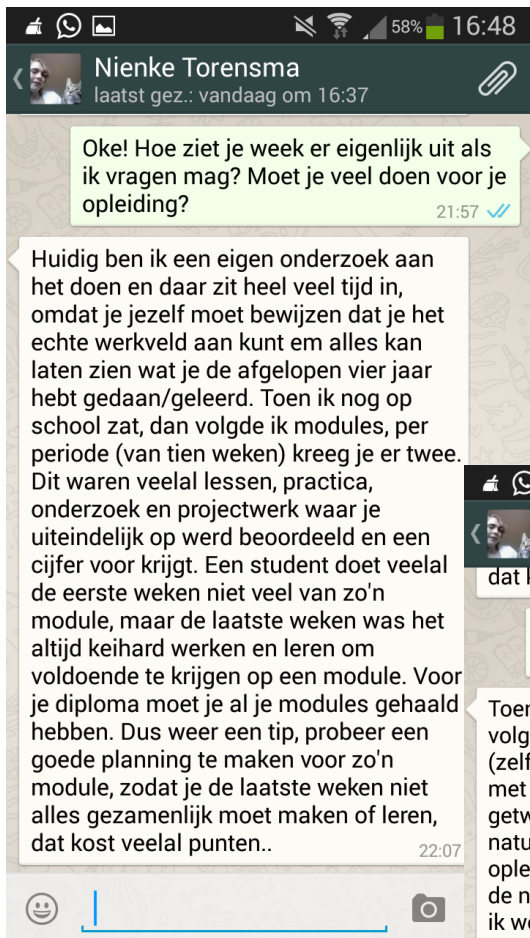 58% 16:48
Nienke Torensma
laatst gez.: vandaag om 16:37
Oke! Hoe ziet je week er eigenlijk uit als
ik vragen mag? Moet je veel doen voor je
opleiding?
21:57
Huidig ben ik een eigen onderzoek aan
het doen en daar zit heel veel tijd in,
omdat je jezelf moet bewijzen dat je het
echte werkveld aan kunt em alles kan
laten zien wat je de afgelopen vier jaar
hebt gedaan/geleerd. Toen ik nog op
school zat, dan volgde ik modules, per
periode (van tien weken) kreeg je er twee.
Dit waren veelal lessen, practica,
onderzoek en projectwerk waar je
uiteindelijk op werd beoordeeld en een
cijfer voor krijgt. Een student doet veelal
de eerste weken niet veel van zo'n
module, maar de laatste weken was het
altijd keihard werken en leren om
voldoende te krijgen op een module. Voor
je diploma moet je al je modules gehaald
hebben. Dus weer een tip, probeer een
goede planning te maken voor zo'n
module, zodat je de laatste weken niet
alles gezamenlijk moet maken of leren,
dat kost veelal punten..
22:07
dat
(zelf
met
de
ik